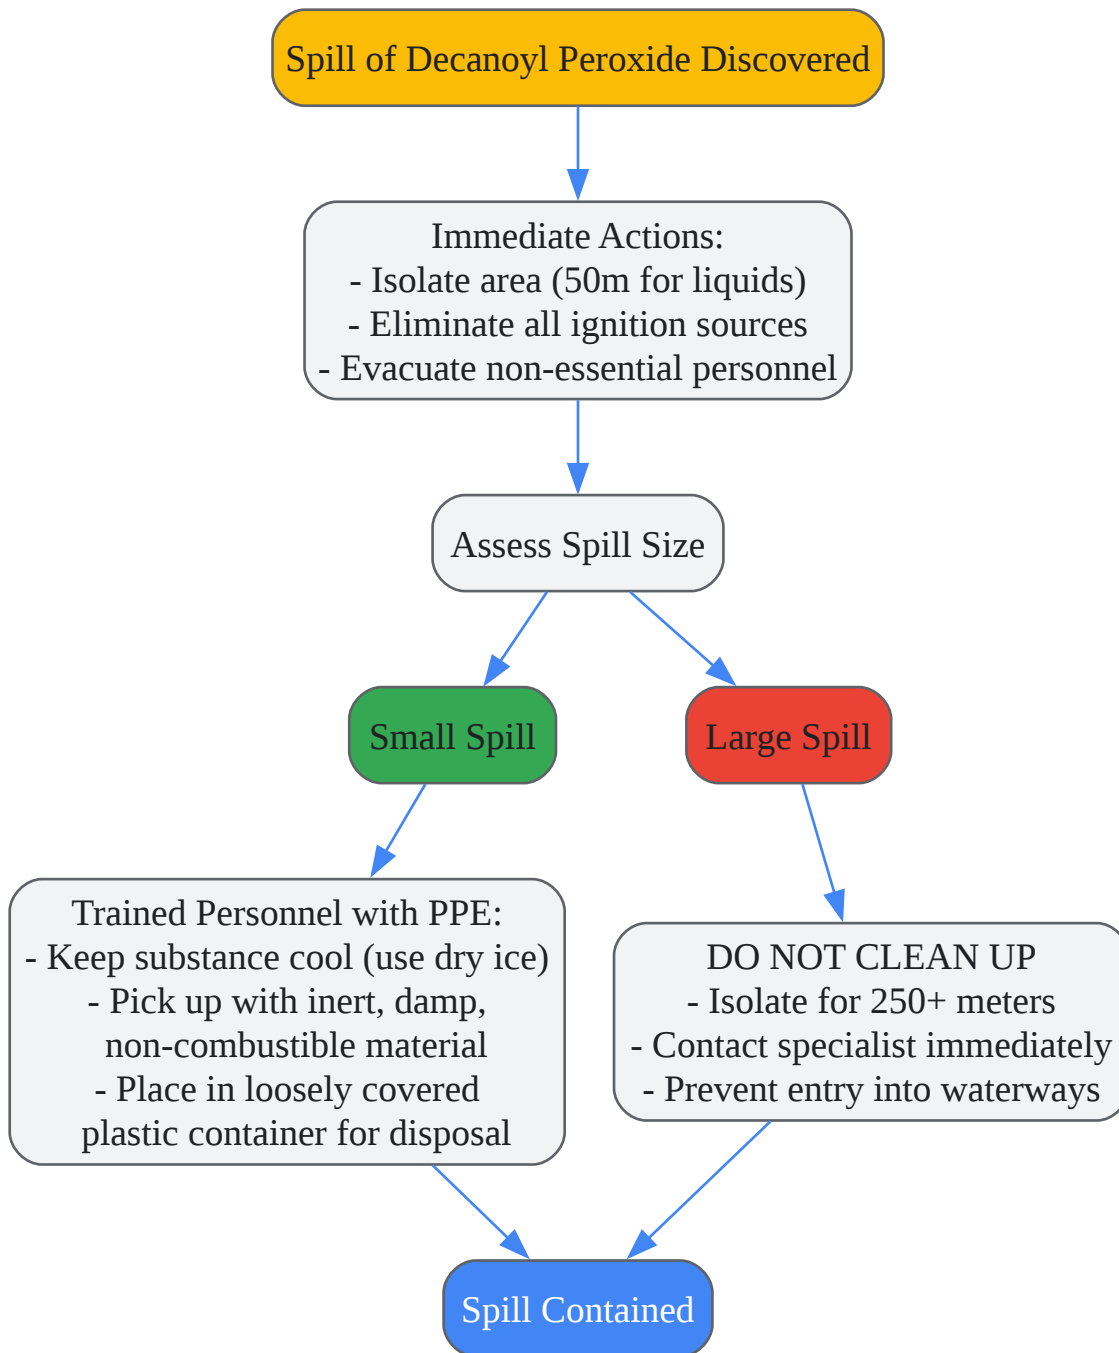 Spill of Decanoyl Peroxide Discovered
Immediate Actions:
- Isolate area (50m for liquids)
- Eliminate all ignition sources
- Evacuate non-essential personnel
Assess Spill Size
Small Spill
Large Spill
Trained Personnel with PPE:
- Keep substance cool (use dry ice)
- Pick up with inert, damp,
non-combustible material
- Place in loosely covered
plastic container for disposal
DO NOT CLEAN UP
- Isolate for 250+ meters
- Contact specialist immediately
- Prevent entry into waterways
Spill Contained